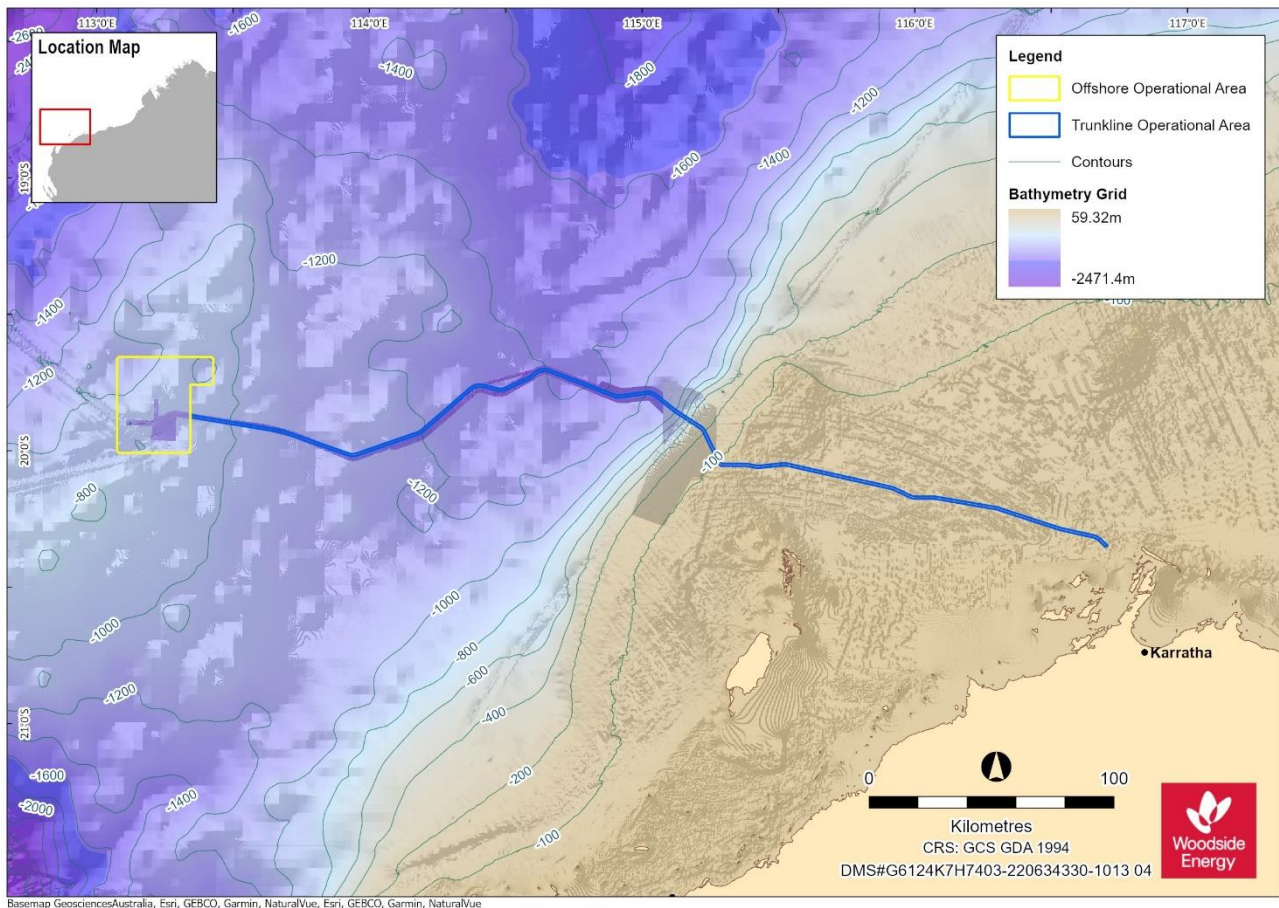 113°0'E
114°0'E
115°0'E
116°0'E
117°0'E
Location Map
Legend
Offshore Operational Area
Trunkline Operational Area
Contours
Bathymetry Grid
59.32m
-2471.4m
-2600
-1600
-1400
-1800
-1200
-1600
-1400
19°0'S
-1200
-100
-1400
-1200
20°0'S
-800
-1200
-100
-1000
-1000
-800
-600
-1200
-400
21°0'S
-200
-1600
-1400
-2000
-100
Karratha
0
100
Kilometres
CRS: GCS GDA 1994
DMS#G6124K7H7403-220634330-1013 04
Woodside
Energy
Basemap GeosciencesAustralia, Esri, GEBCO, Garmin, NaturalVue, Esri, GEBCO, Garmin, NaturalVue